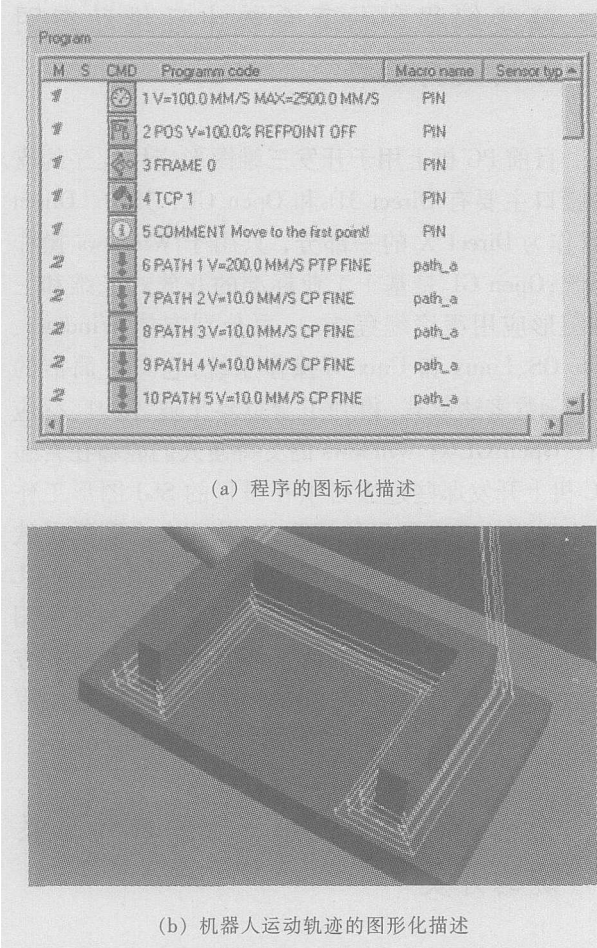 Program
M S CMD Programm code Macro name Sensor typ
1 1 V=100.0 MM/S MAX=2500.0 MM/S PIN
1 2 POS V=100.0% REFPOINT OFF PIN
1 3 FRAME 0 PIN
1 4 TCP 1 PIN
1 5 COMMENT Move to the first point! PIN
2 6 PATH 1 V=200.0 MM/S PTP FINE path_a
2 7 PATH 2 V=10.0 MM/S CP FINE path_a
2 8 PATH 3 V=10.0 MM/S CP FINE path_a
2 9 PATH 4 V=10.0 MM/S CP FINE path_a
2 10 PATH 5 V=10.0 MM/S CP FINE path_a
(a) 程序的图标化描述
(b) 机器人运动轨迹的图形化描述